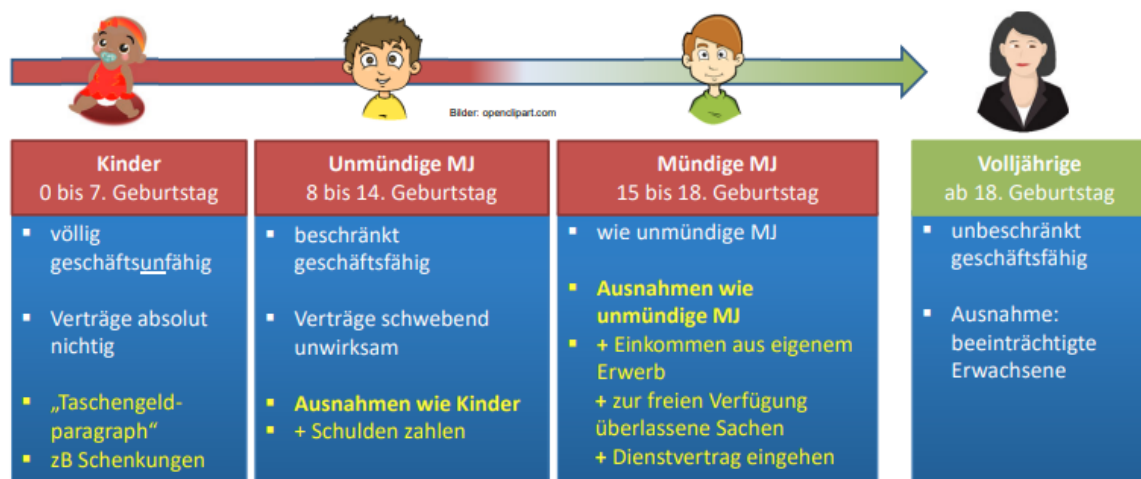 Bilder: openclipart.com
Kinder
0 bis 7. Geburtstag
▪ völlig
geschäftsunfähig
▪ Verträge absolut
nichtig
▪ „Taschengeld-
paragraph“
▪ zB Schenkungen
Unmündige MJ
8 bis 14. Geburtstag
▪ beschränkt
geschäftsfähig
▪ Verträge schwebend
unwirksam
▪ Ausnahmen wie Kinder
▪ + Schulden zahlen
Mündige MJ
15 bis 18. Geburtstag
▪ wie unmündige MJ
▪ Ausnahmen wie
unmündige MJ
▪ + Einkommen aus eigenem
Erwerb
+ zur freien Verfügung
überlassene Sachen
+ Dienstvertrag eingehen
Volljährige
ab 18. Geburtstag
▪ unbeschränkt
geschäftsfähig
▪ Ausnahme:
beeinträchtigte
Erwachsene